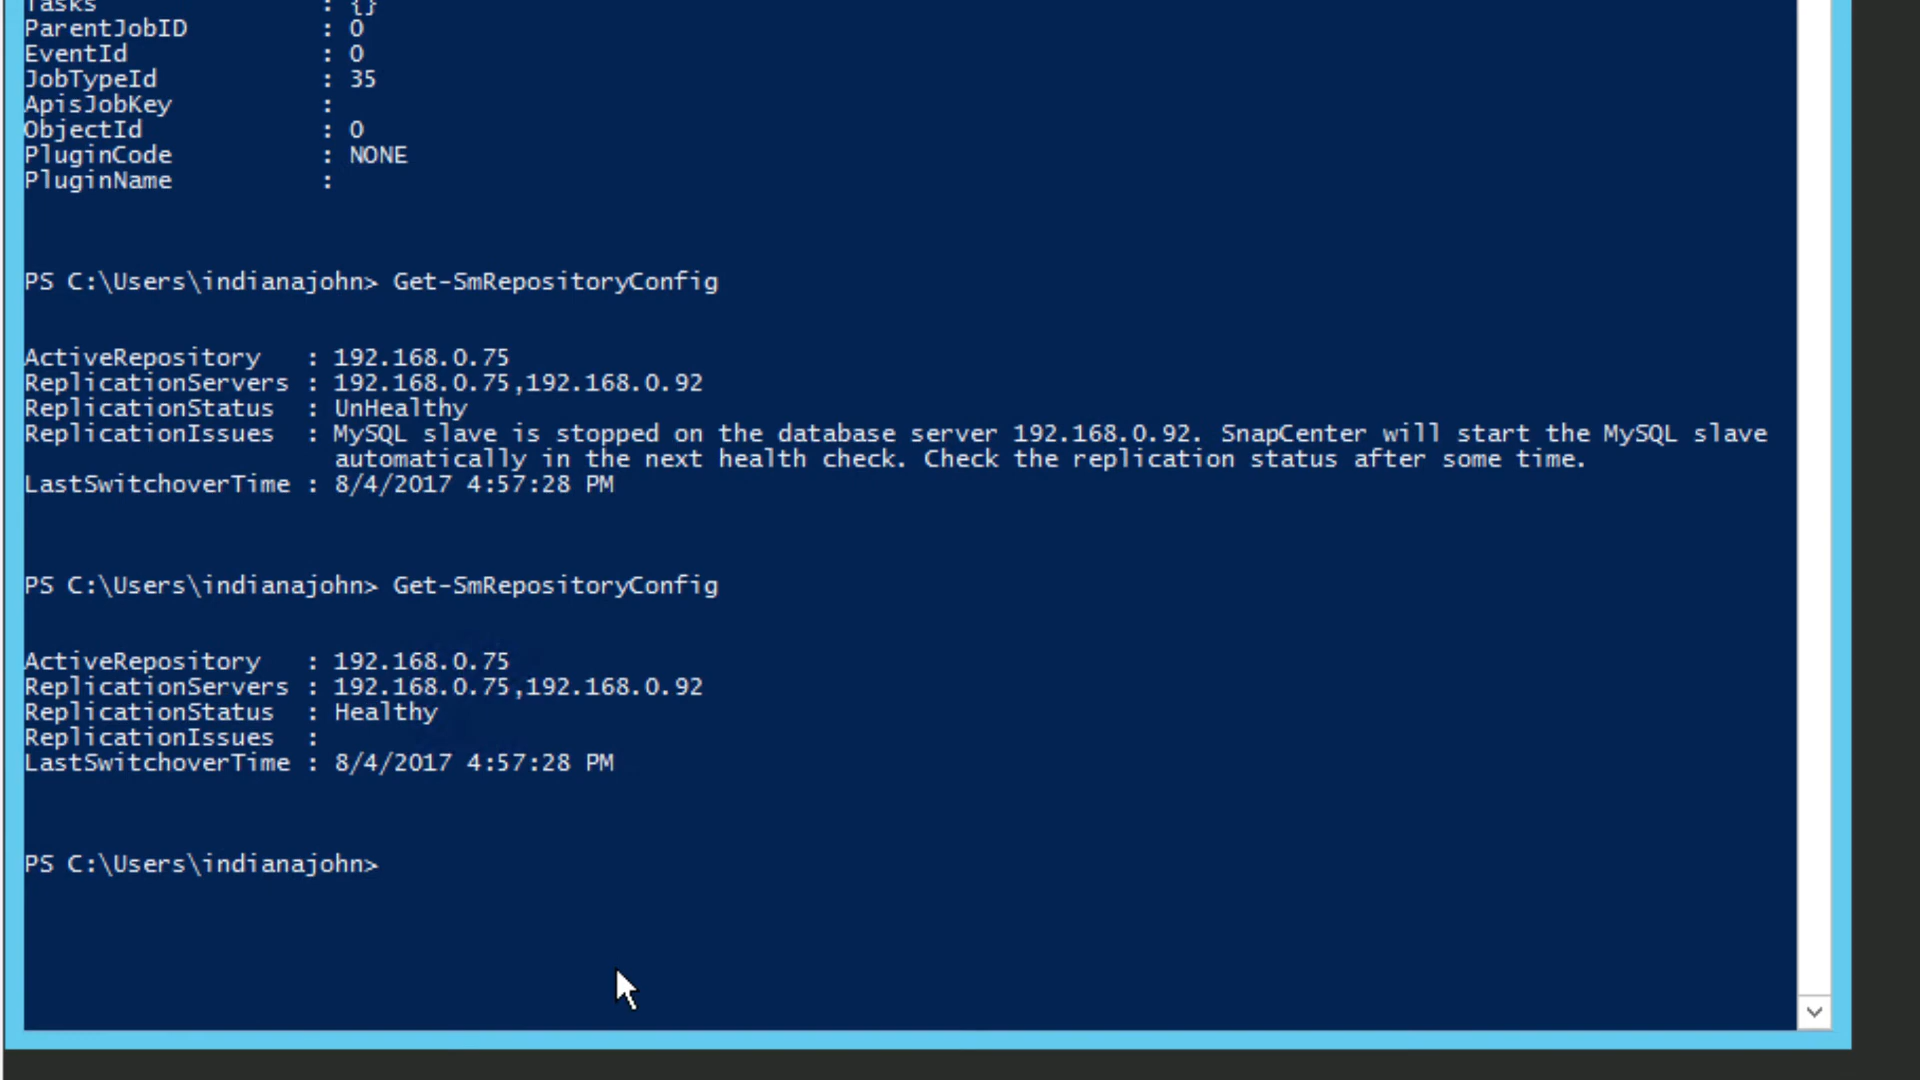 Tasks : {}
ParentJobID : 0
EventId : 0
JobTypeId : 35
ApisJobKey :
ObjectId : 0
PluginCode : NONE
PluginName :
PS C:\Users\indianajohn> Get-SmRepositoryConfig
ActiveRepository : 192.168.0.75
ReplicationServers : 192.168.0.75,192.168.0.92
ReplicationStatus : UnHealthy
ReplicationIssues : MySQL slave is stopped on the database server 192.168.0.92. SnapCenter will start the MySQL slave
automatically in the next health check. Check the replication status after some time.
LastSwitchoverTime : 8/4/2017 4:57:28 PM
PS C:\Users\indianajohn> Get-SmRepositoryConfig
ActiveRepository : 192.168.0.75
ReplicationServers : 192.168.0.75,192.168.0.92
ReplicationStatus : Healthy
ReplicationIssues :
LastSwitchoverTime : 8/4/2017 4:57:28 PM
PS C:\Users\indianajohn>